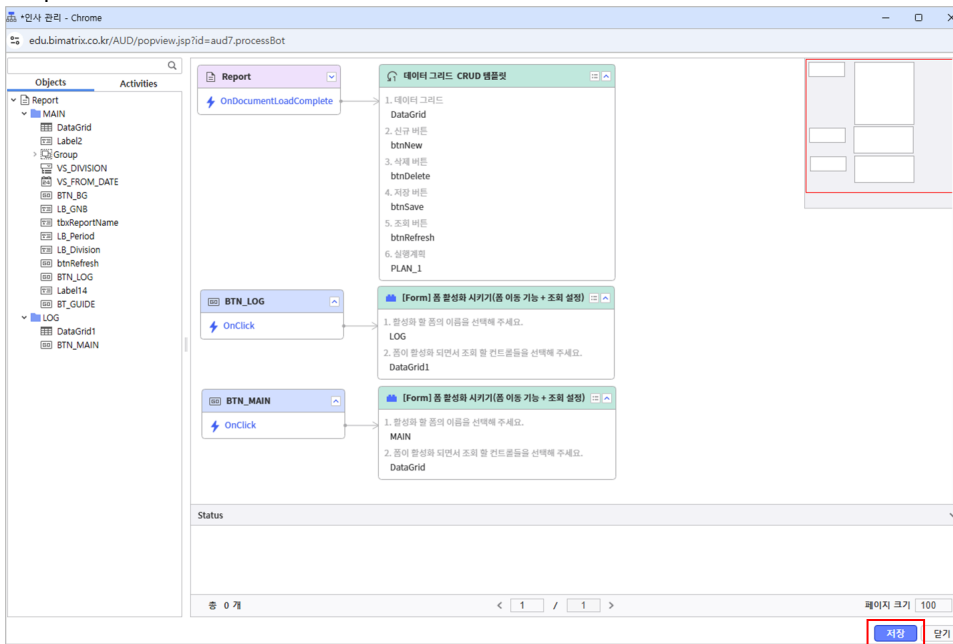 *인사 관리 - Chrome
edu.bimatrix.co.kr/AUD/popview.jsp?id=aud7.processBot
Objects
Activities
Report
MAIN
DataGrid
Label2
Group
VS_DIVISION
VS_FROM_DATE
BTN_BG
LB_GNB
tbxReportName
LB_Period
LB_Division
btnRefresh
BTN_LOG
Label14
BT_GUIDE
LOG
DataGrid1
BTN_MAIN
Report
OnDocumentLoadComplete
데이터 그리드 CRUD 템플릿
1. 데이터 그리드
DataGrid
2. 신규 버튼
btnNew
3. 삭제 버튼
btnDelete
4. 저장 버튼
btnSave
5. 조회 버튼
btnRefresh
6. 실행계획
PLAN_1
BTN_LOG
OnClick
[Form] 폼 활성화 시키기(폼 이동 기능 + 조회 설정)
1. 활성화 할 폼의 이름을 선택해 주세요.
LOG
2. 폼이 활성화 되면서 조회 할 컨트롤들을 선택해 주세요.
DataGrid1
BTN_MAIN
OnClick
[Form] 폼 활성화 시키기(폼 이동 기능 + 조회 설정)
1. 활성화 할 폼의 이름을 선택해 주세요.
MAIN
2. 폼이 활성화 되면서 조회 할 컨트롤들을 선택해 주세요.
DataGrid
Status
총 0 개
1 / 1
페이지 크기 100
저장
닫기